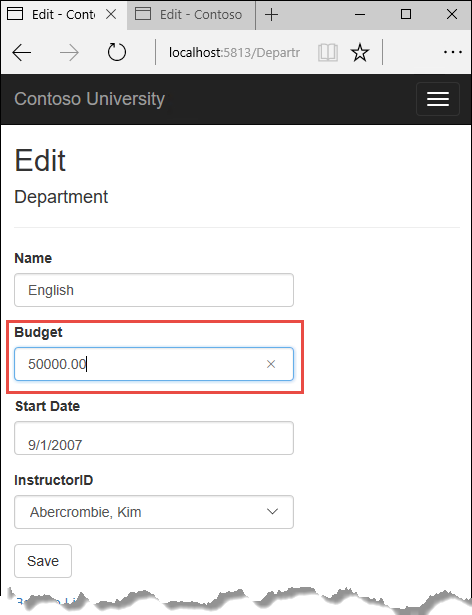 Edit - Conto
Edit - Contoso
localhost:5813/Departr
Contoso University
Edit
Department
Name
English
Budget
50000.00
Start Date
9/1/2007
InstructorID
Abercrombie, Kim
Save